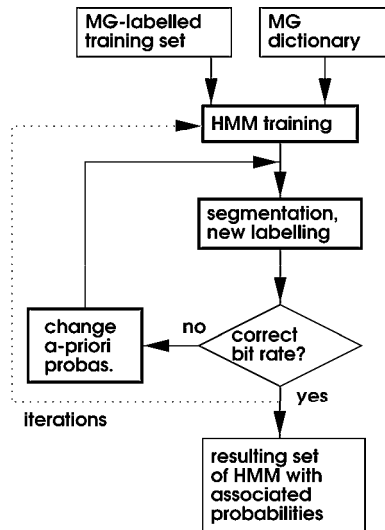 MG-labelled
training set
MG
dictionary
HMM training
segmentation,
new labelling
change
a-priori
probas.
no
correct
bit rate?
yes
iterations
resulting set
of HMM with
associated
probabilities